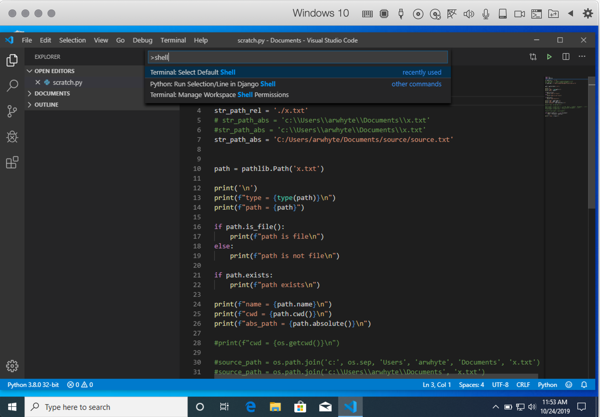 Windows 10
File Edit Selection View Go Debug Terminal Help
scratch.py - Documents - Visual Studio Code
EXPLORER
>shell
OPEN EDITORS
Terminal: Select Default Shell
recently used
scratch.py
Python: Run Selection/Line in Django Shell
other commands
DOCUMENTS
Terminal: Manage Workspace Shell Permissions
OUTLINE
4 str_path_rel = './x.txt'
5 # str_path_abs = 'c:\\Users\\arwhyte\\Documents\\x.txt'
6 #str_path_abs = 'c:\\Users\\arwhyte\\Documents\\x.txt'
7 str_path_abs = 'C:/Users/arwhyte/Documents/source/source.txt'
8
9
10 path = pathlib.Path('x.txt')
11
12 print('\n')
13 print(f"type = {type(path)}\n")
14 print(f"path = {path}")
15
16 if path.is_file():
17 print(f"path is file\n")
18 else:
19 print(f"path is not file\n")
20
21 if path.exists:
22 print(f"path exists\n")
23
24 print(f"name = {path.name}\n")
25 print(f"cwd = {path.cwd()}\n")
26 print(f"abs_path = {path.absolute()}\n")
27
28 #print(f"cwd = {os.getcwd()}\n")
29
30 #source_path = os.path.join('c:', os.sep, 'Users', 'arwhyte', 'Documents', 'x.txt')
31 #source_path = os.path.join('c:\\Users\\arwhyte\\Documents', 'x.txt')
Python 3.8.0 32-bit 0 0
Ln 3, Col 1 Spaces: 4 UTF-8 CRLF Python
Type here to search
11:53 AM
10/24/2019